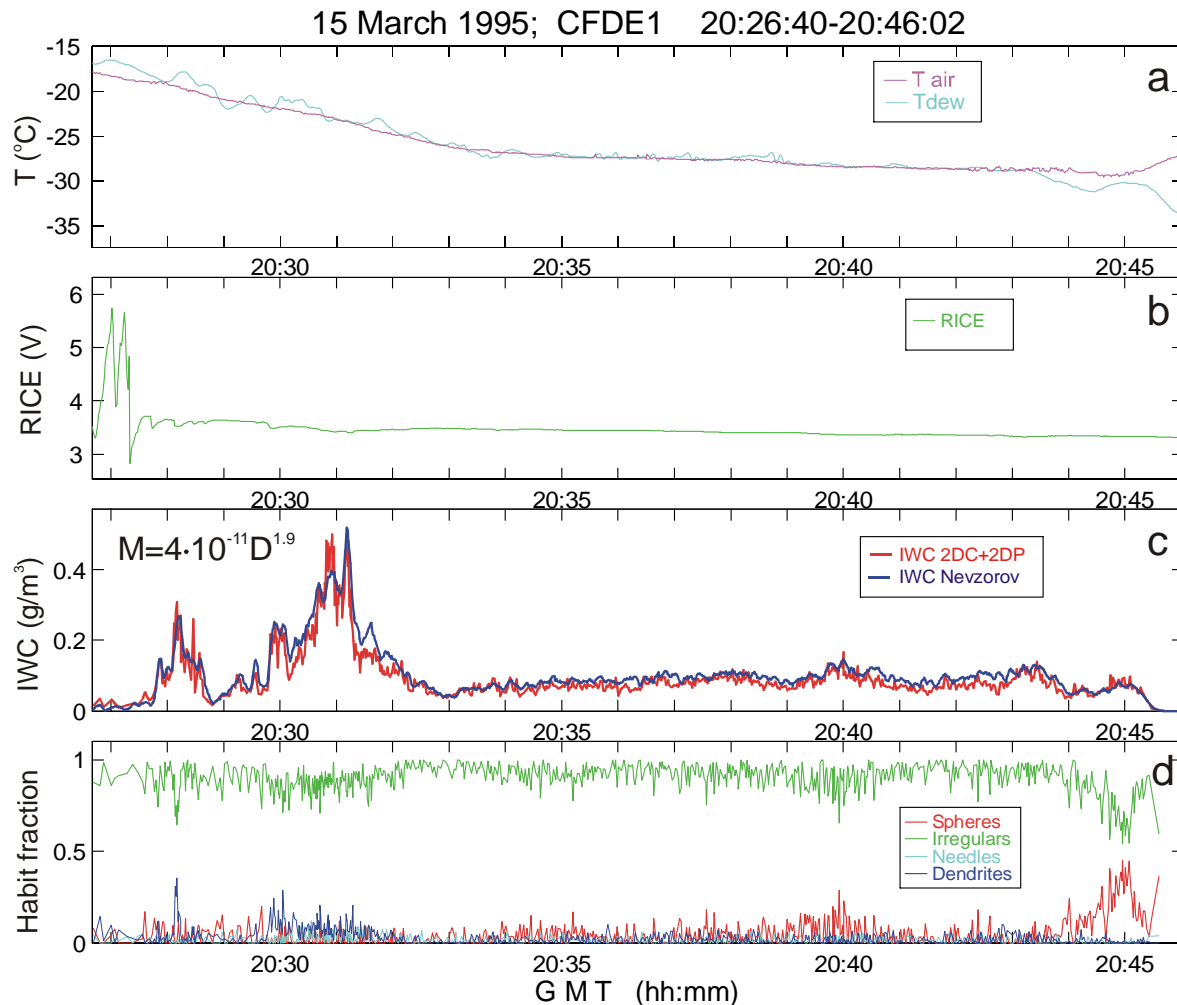 15 March 1995; CFDE1 20:26:40-20:46:02
a
T air
Tdew
T (°C)
-15
-20
-25
-30
-35
20:30 20:35 20:40 20:45
b
RICE
RICE (V)
6
5
4
3
20:30 20:35 20:40 20:45
c
M=4·10⁻¹¹D¹·⁹
IWC 2DC+2DP
IWC Nevzorov
IWC (g/m³)
0.4
0.2
0
20:30 20:35 20:40 20:45
d
Spheres
Irregulars
Needles
Dendrites
Habit fraction
1
0.5
0
20:30 20:35 20:40 20:45
G M T (hh:mm)